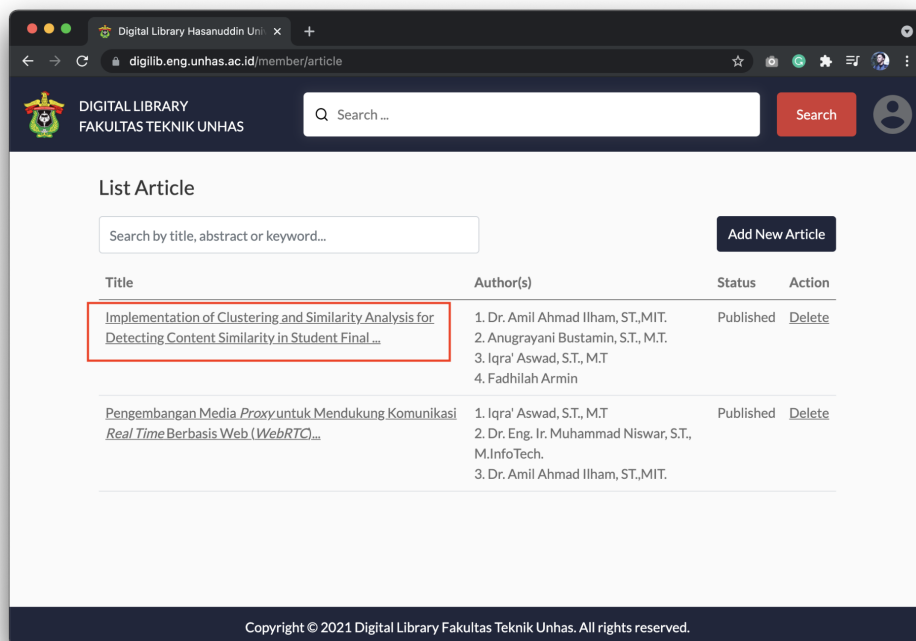 Digital Library Hasanuddin Uni
digilib.eng.unhas.ac.id/member/article
DIGITAL LIBRARY
FAKULTAS TEKNIK UNHAS
Search ...
Search
List Article
Search by title, abstract or keyword...
Add New Article
Title Author(s) Status Action
Implementation of Clustering and Similarity Analysis for 1. Dr. Amil Ahmad Ilham, ST.,MIT. Published Delete
Detecting Content Similarity in Student Final ... 2. Anugrayani Bustamin, S.T., M.T.
3. Iqra' Aswad, S.T., M.T
4. Fadhilah Armin
Pengembangan Media Proxy untuk Mendukung Komunikasi 1. Iqra' Aswad, S.T., M.T Published Delete
Real Time Berbasis Web (WebRTC)... 2. Dr. Eng. Ir. Muhammad Niswar, S.T.,
M.InfoTech.
3. Dr. Amil Ahmad Ilham, ST.,MIT.
Copyright © 2021 Digital Library Fakultas Teknik Unhas. All rights reserved.